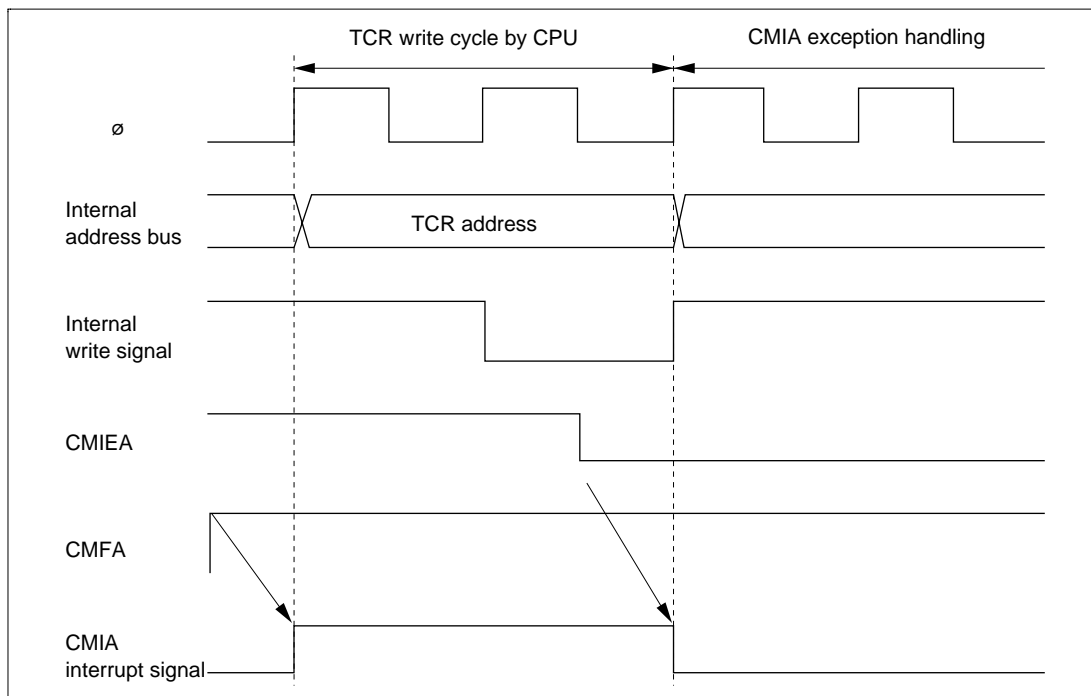 TCR write cycle by CPU
CMIA exception handling
ø
Internal
address bus
TCR address
Internal
write signal
CMIEA
CMFA
CMIA
interrupt signal